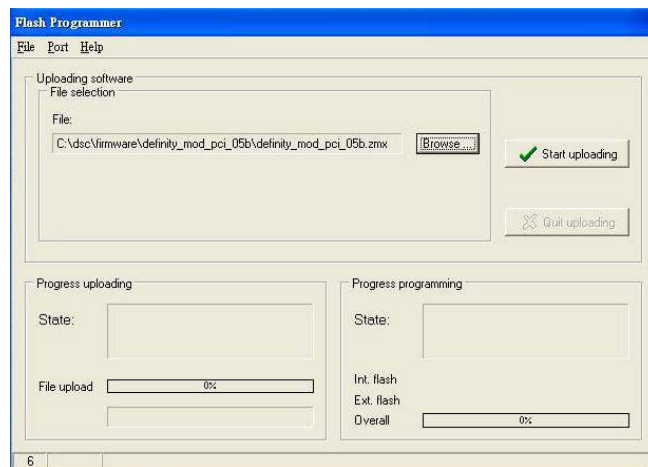 Flash Programmer
File Port Help
Uploading software
File selection
File:
C:\dsc\firmware\definity_mod_pci_05b\definity_mod_pci_05b.zmx
Browse ...
Start uploading
Quit uploading
Progress uploading
State:
File upload
0%
Progress programming
State:
Int. flash
Ext. flash
Overall
0%
6